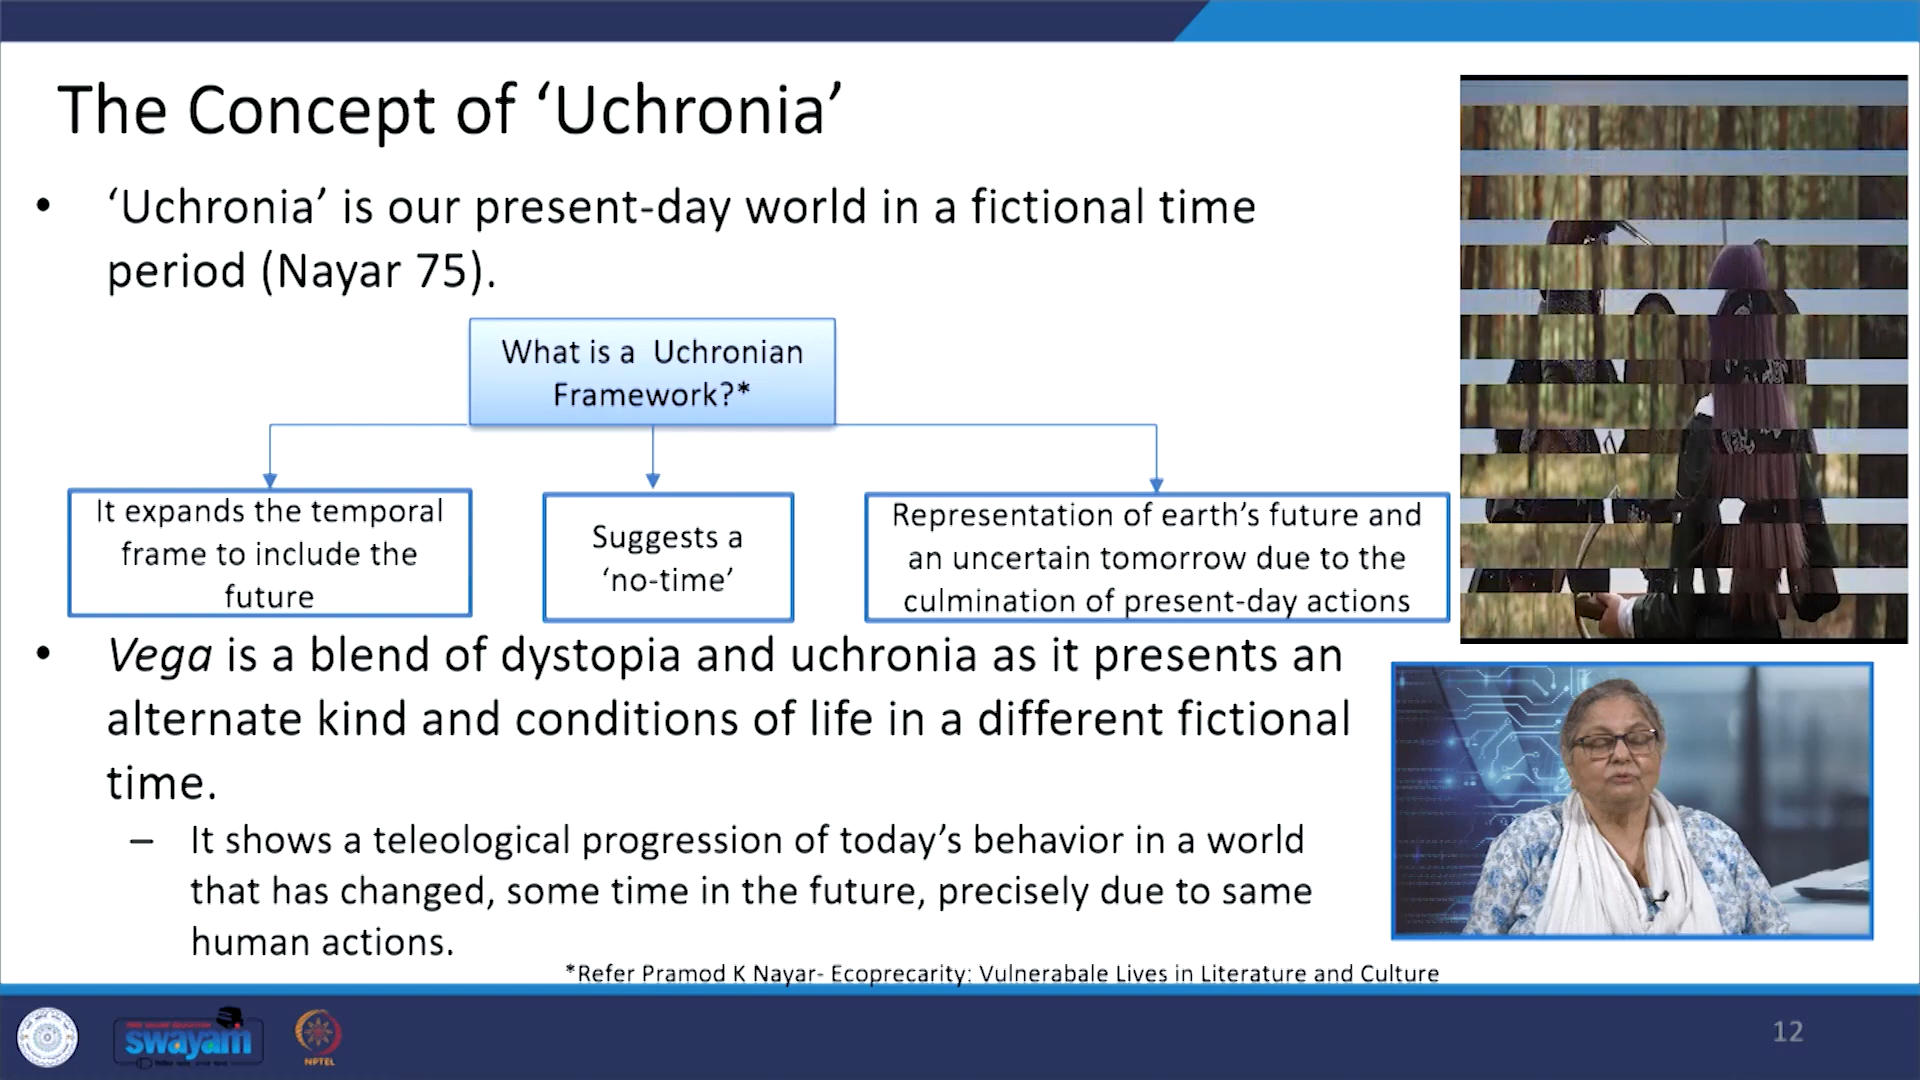 The Concept of ‘Uchronia’
• ‘Uchronia’ is our present-day world in a fictional time
period (Nayar 75).
What is a Uchronian
Framework?*
It expands the temporal
frame to include the
future
Suggests a
‘no-time’
Representation of earth’s future and
an uncertain tomorrow due to the
culmination of present-day actions
• Vega is a blend of dystopia and uchronia as it presents an
alternate kind and conditions of life in a different fictional
time.
– It shows a teleological progression of today’s behavior in a world
that has changed, some time in the future, precisely due to same
human actions.
*Refer Pramod K Nayar- Ecoprecarity: Vulnerabale Lives in Literature and Culture
swayam
NPTEL
12